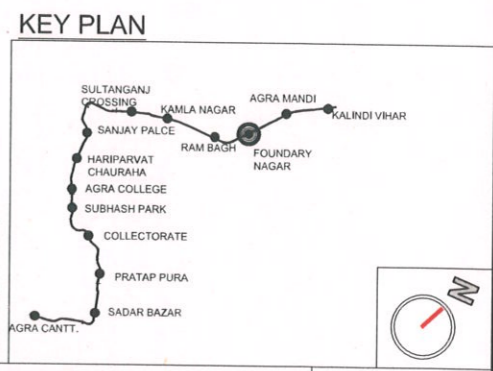 KEY PLAN
SULTANGANJ
CROSSING
KAMLA NAGAR
AGRA MANDI
KALINDI VIHAR
SANJAY PALCE
RAM BAGH
FOUNDARY
NAGAR
HARIPARVAT
CHAURAHA
AGRA COLLEGE
SUBHASH PARK
COLLECTORATE
PRATAP PURA
SADAR BAZAR
AGRA CANTT.
N